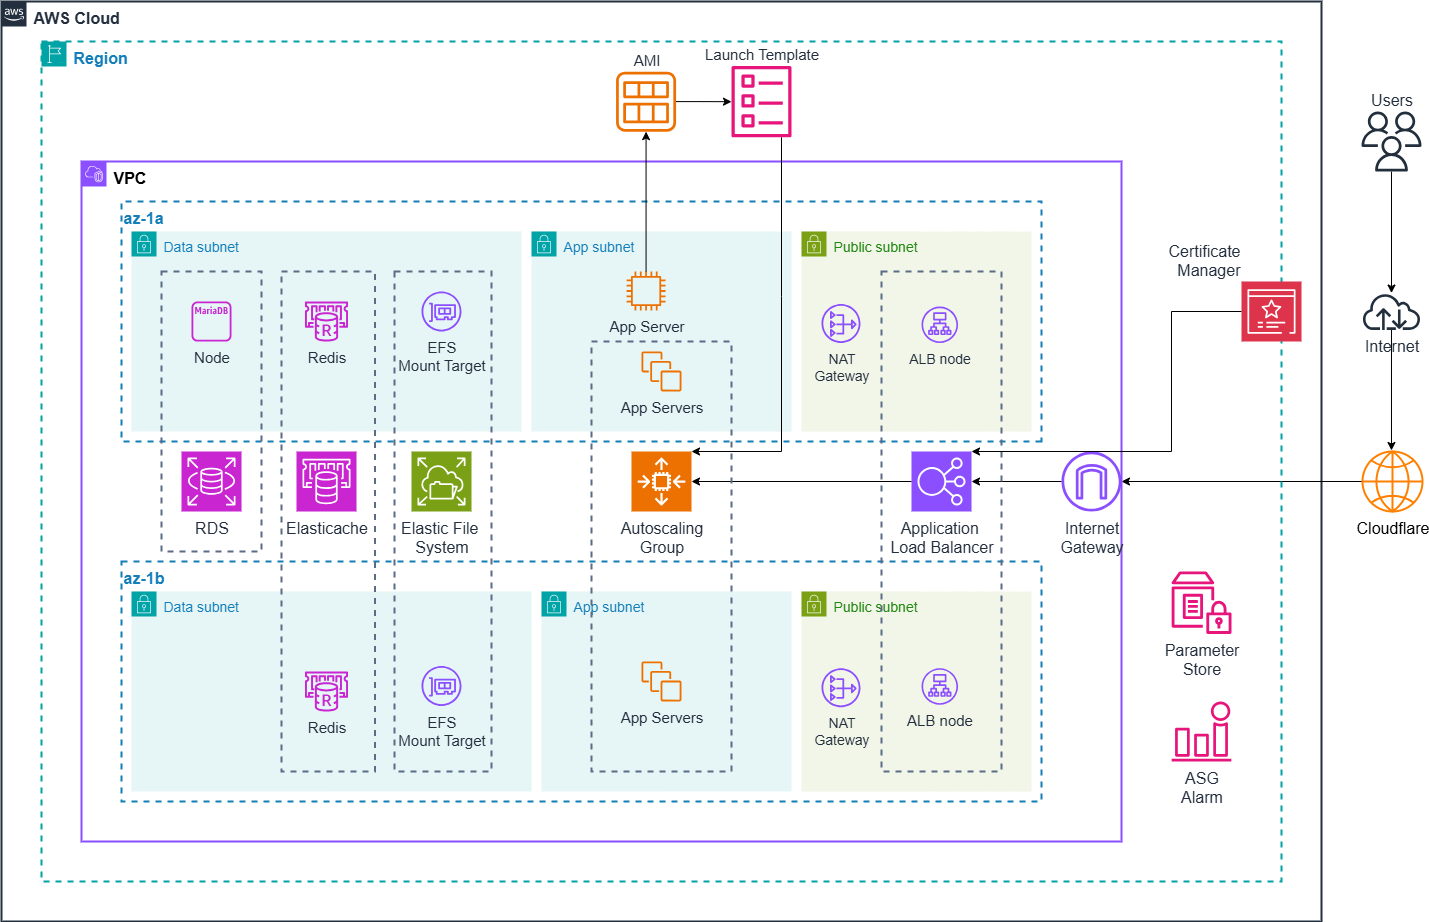 aws
AWS Cloud
Region
AMI
Launch Template
Users
VPC
az-1a
Data subnet
App subnet
Public subnet
Certificate
Manager
MariaDB
Node
R
Redis
EFS
Mount Target
App Server
App Servers
NAT
Gateway
ALB node
Internet
RDS
Elasticache
Elastic File
System
Autoscaling
Group
Application
Load Balancer
Internet
Gateway
Cloudflare
az-1b
Data subnet
App subnet
Public subnet
R
Redis
EFS
Mount Target
App Servers
NAT
Gateway
ALB node
Parameter
Store
ASG
Alarm